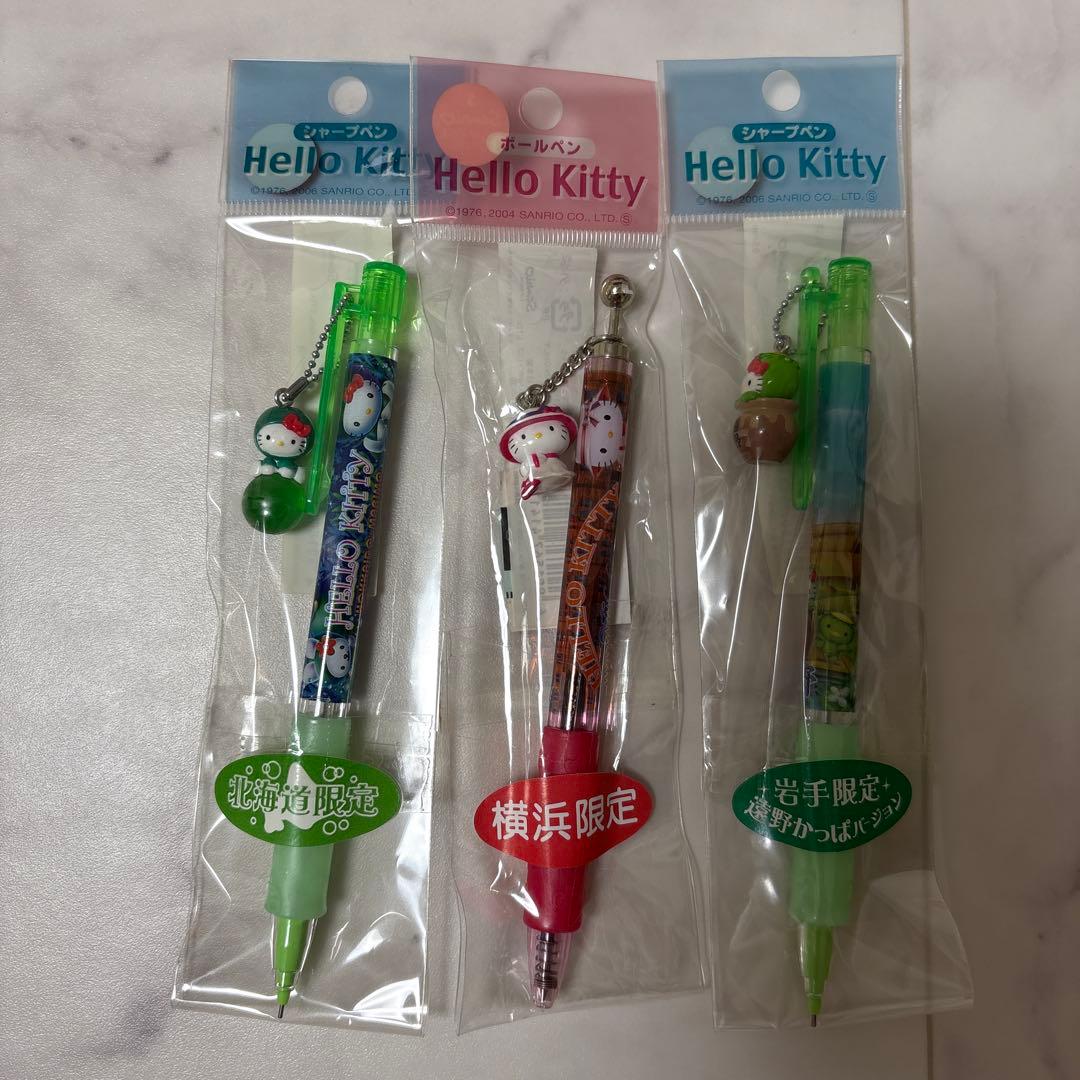 シャープペン
Hello Kitty
©1976, 2006 SANRIO CO., LTD.
HELLO KITTY
北海道限定
ボールペン
Hello Kitty
©1976, 2004 SANRIO CO., LTD. Ⓢ
HELLO KITTY
横浜限定
シャープペン
Hello Kitty
©1976, 2006 SANRIO CO., LTD. Ⓢ
岩手限定
遠野かっぱバージョン